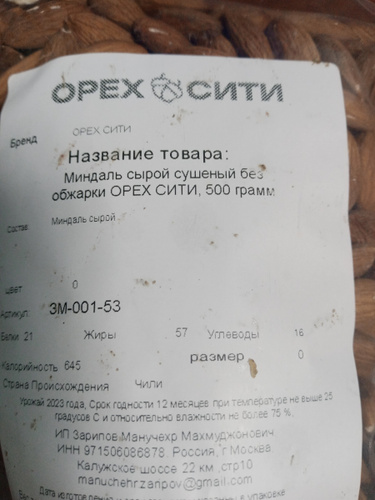 ОРЕХ СИТИ
Бренд ОРЕХ СИТИ
Название товара:
Миндаль сырой сушеный без
обжарки ОРЕХ СИТИ, 500 грамм
Состав Миндаль сырой
цвет 0
Артикул: ЗМ-001-53
Белки 21 Жиры 57 Углеводы 16
размер 0
Калорийность 645
Страна Происхождения Чили
Урожай 2023 года, Срок годности 12 месяцев при температуре не выше 25
градусов С и относительно влажности не более 75 %
ИП Зарипов Манучехр Махмуджонович
ИНН 971506086878 Россия, г Москва,
Калужское шоссе 22 км ,стр10
manuchehrzaripov@gmail.com
Дата изготовления и